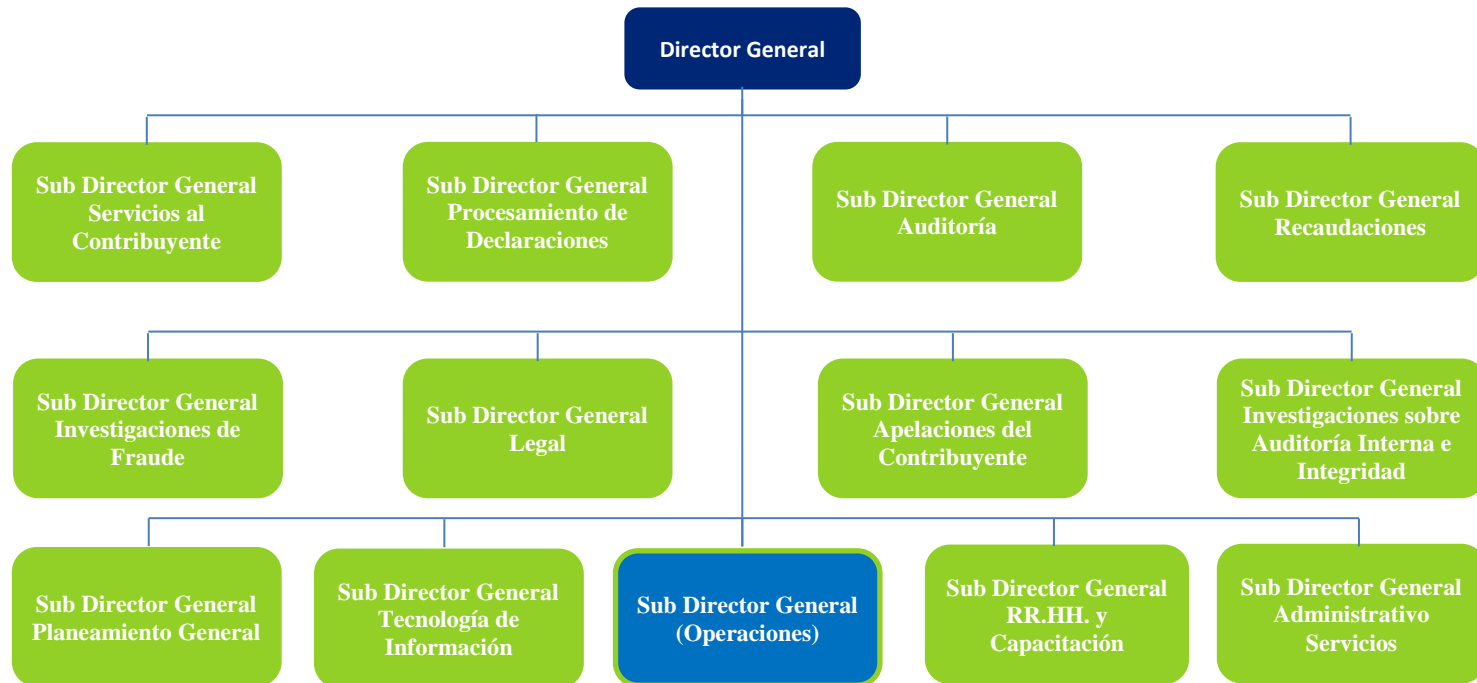 Director General
Sub Director General
Servicios al
Contribuyente
Sub Director General
Procesamiento de
Declaraciones
Sub Director General
Auditoría
Sub Director General
Recaudaciones
Sub Director General
Investigaciones de
Fraude
Sub Director General
Legal
Sub Director General
Apelaciones del
Contribuyente
Sub Director General
Investigaciones sobre
Auditoría Interna e
Integridad
Sub Director General
Planeamiento General
Sub Director General
Tecnología de
Información
Sub Director General
(Operaciones)
Sub Director General
RR.HH. y
Capacitación
Sub Director General
Administrativo
Servicios